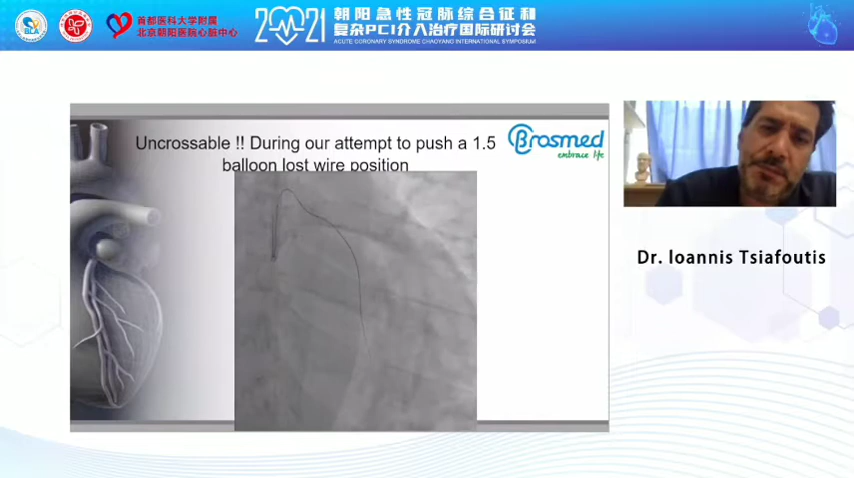 BLA
首都医科大学附属
北京朝阳医院心脏中心
2021
朝阳急性冠脉综合征和
复杂PCI介入治疗国际研讨会
ACUTE CORONARY SYNDROME CHAOYANG INTERNATIONAL SYMPOSIUM
Uncrossable !! During our attempt to push a 1.5
balloon lost wire position
Brosmed
embrace life
Dr. Ioannis Tsiafoutis